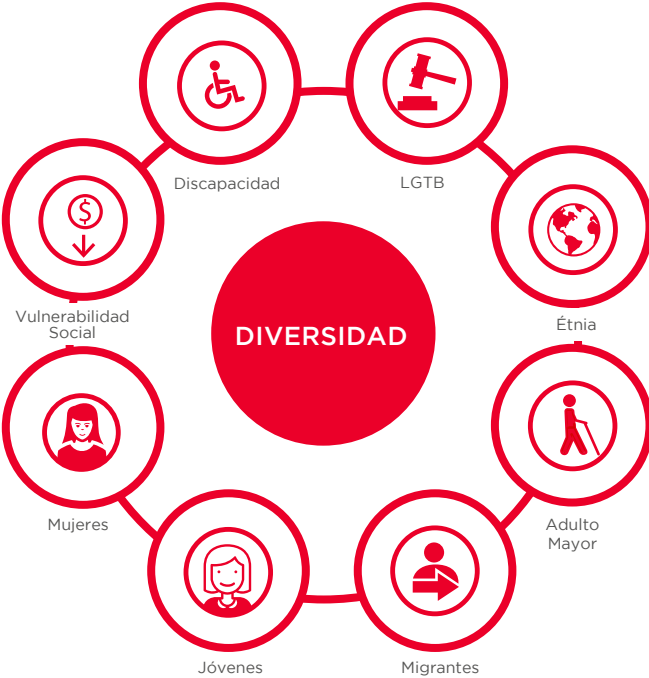 Discapacidad
LGTB
Vulnerabilidad
Social
Étnia
DIVERSIDAD
Mujeres
Adulto
Mayor
Jóvenes
Migrantes
$